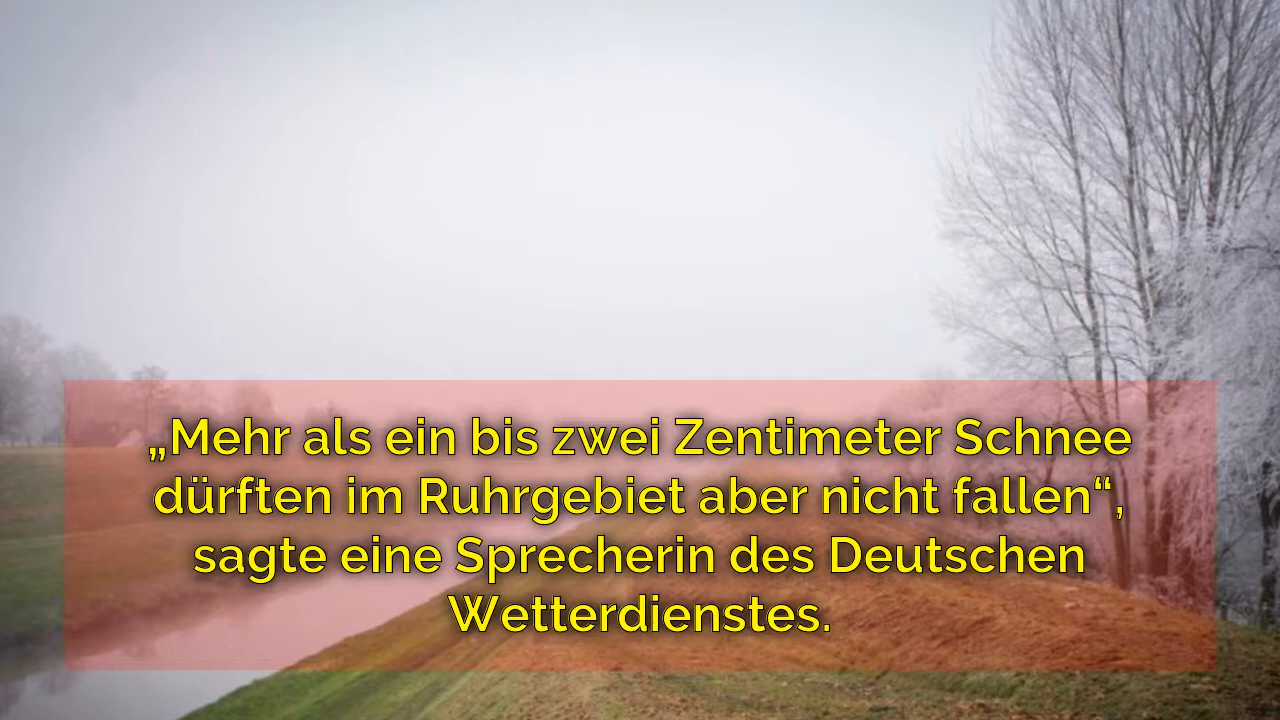 „Mehr als ein bis zwei Zentimeter Schnee
dürften im Ruhrgebiet aber nicht fallen“,
sagte eine Sprecherin des Deutschen
Wetterdienstes.